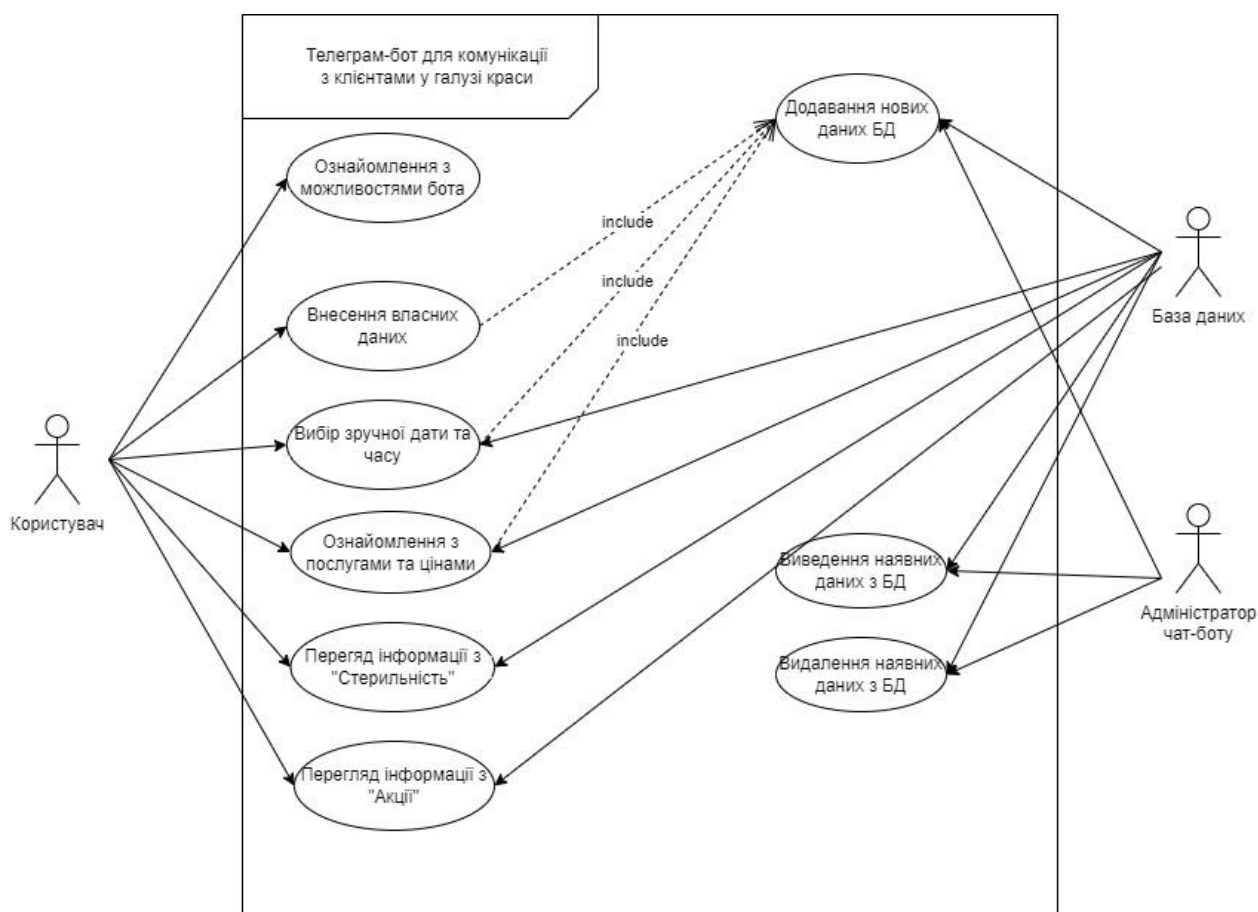 Телеграм-бот для комунікації
з клієнтами у галузі краси
Додавання нових
даних БД
Ознайомлення з
можливостями бота
include
Внесення власних
даних
include
База даних
include
Вибір зручної дати та
часу
Користувач
Ознайомлення з
послугами та цінами
Виведення наявних
даних з БД
Адміністратор
чат-боту
Перегяд інформації з
"Стерильність"
Видалення наявних
даних з БД
Перегляд інформації з
"Акції"